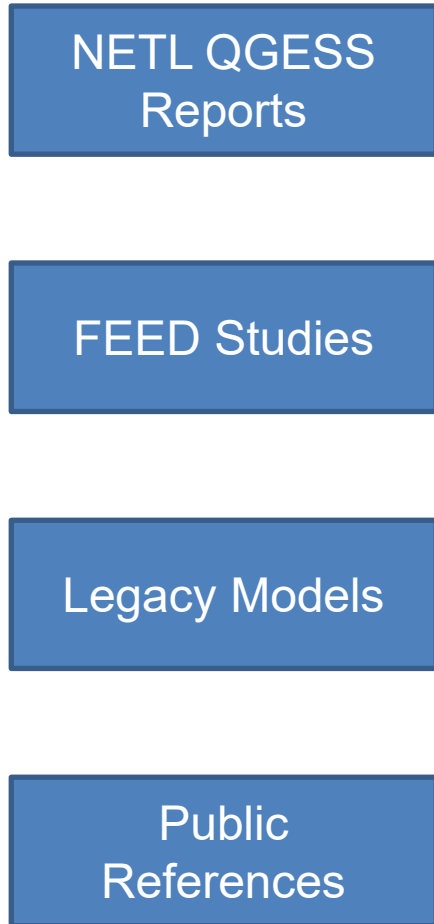 NETL QGESS
Reports
FEED Studies
Legacy Models
Public
References